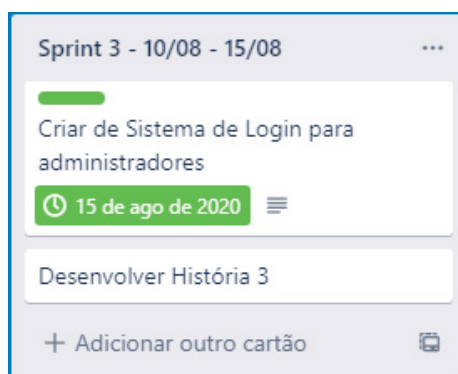 Sprint 3 - 10/08 - 15/08
Criar de Sistema de Login para
administradores
15 de ago de 2020
Desenvolver História 3
+ Adicionar outro cartão